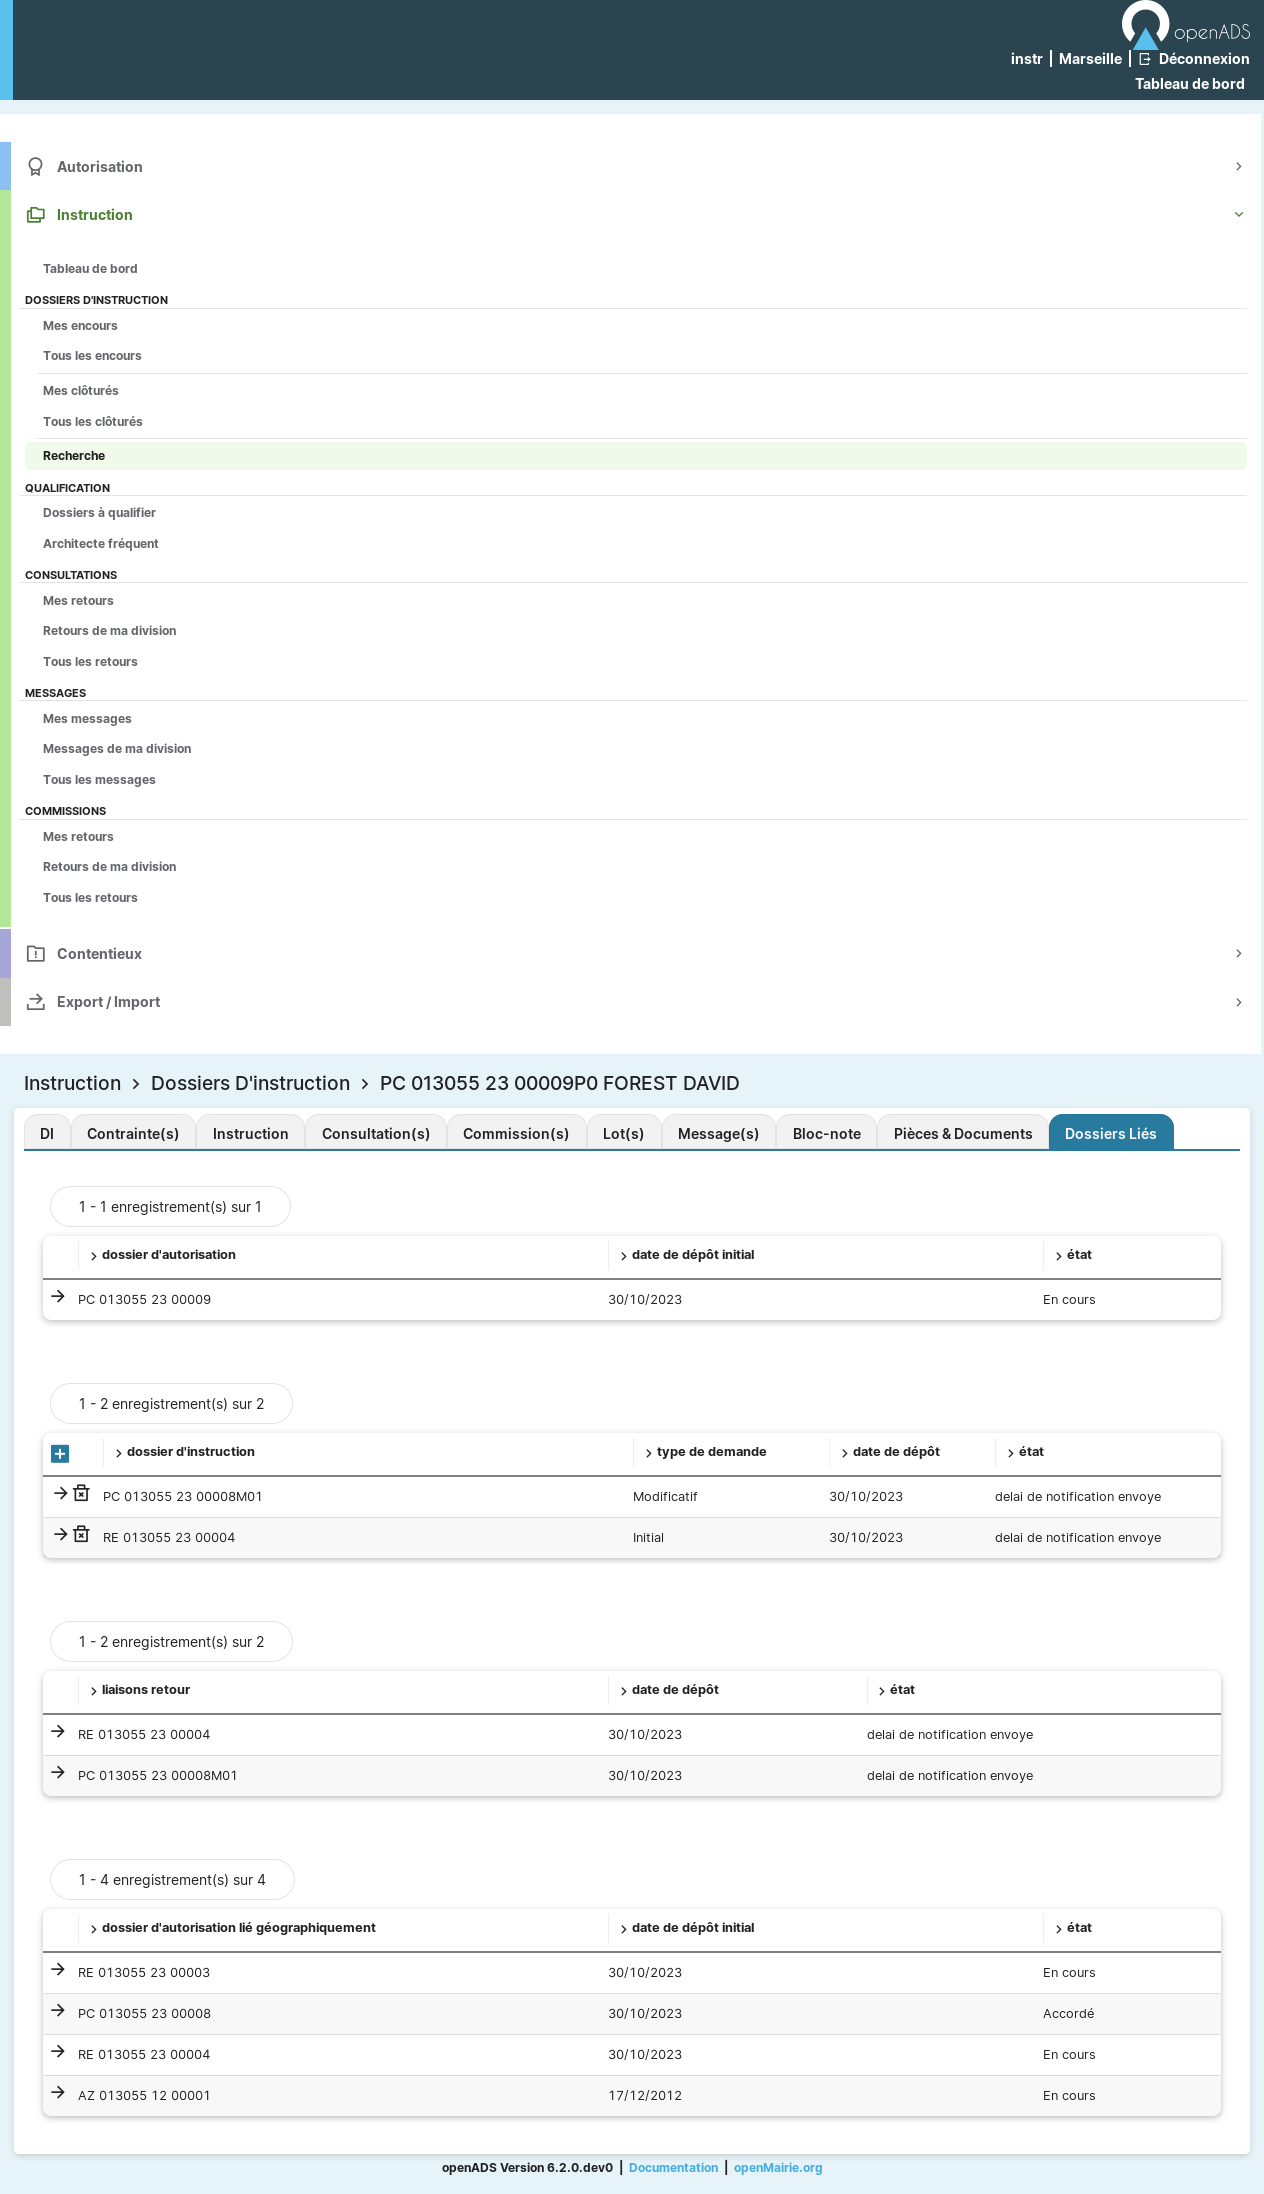 openADS
instr | Marseille | Déconnexion
Tableau de bord
Autorisation
Instruction
Tableau de bord
DOSSIERS D'INSTRUCTION
Mes encours
Tous les encours
Mes clôturés
Tous les clôturés
Recherche
QUALIFICATION
Dossiers à qualifier
Architecte fréquent
CONSULTATIONS
Mes retours
Retours de ma division
Tous les retours
MESSAGES
Mes messages
Messages de ma division
Tous les messages
COMMISSIONS
Mes retours
Retours de ma division
Tous les retours
Contentieux
Export / Import
Instruction > Dossiers D'instruction > PC 013055 23 00009P0 FOREST DAVID
DI Contrainte(s) Instruction Consultation(s) Commission(s) Lot(s) Message(s) Bloc-note Pièces & Documents Dossiers Liés
1 - 1 enregistrement(s) sur 1
dossier d'autorisation date de dépôt initial état
PC 013055 23 00009 30/10/2023 En cours
1 - 2 enregistrement(s) sur 2
dossier d'instruction type de demande date de dépôt état
PC 013055 23 00008M01 Modificatif 30/10/2023 delai de notification envoye
RE 013055 23 00004 Initial 30/10/2023 delai de notification envoye
1 - 2 enregistrement(s) sur 2
liaisons retour date de dépôt état
RE 013055 23 00004 30/10/2023 delai de notification envoye
PC 013055 23 00008M01 30/10/2023 delai de notification envoye
1 - 4 enregistrement(s) sur 4
dossier d'autorisation lié géographiquement date de dépôt initial état
RE 013055 23 00003 30/10/2023 En cours
PC 013055 23 00008 30/10/2023 Accordé
RE 013055 23 00004 30/10/2023 En cours
AZ 013055 12 00001 17/12/2012 En cours
openADS Version 6.2.0.dev0 | Documentation | openMairie.org